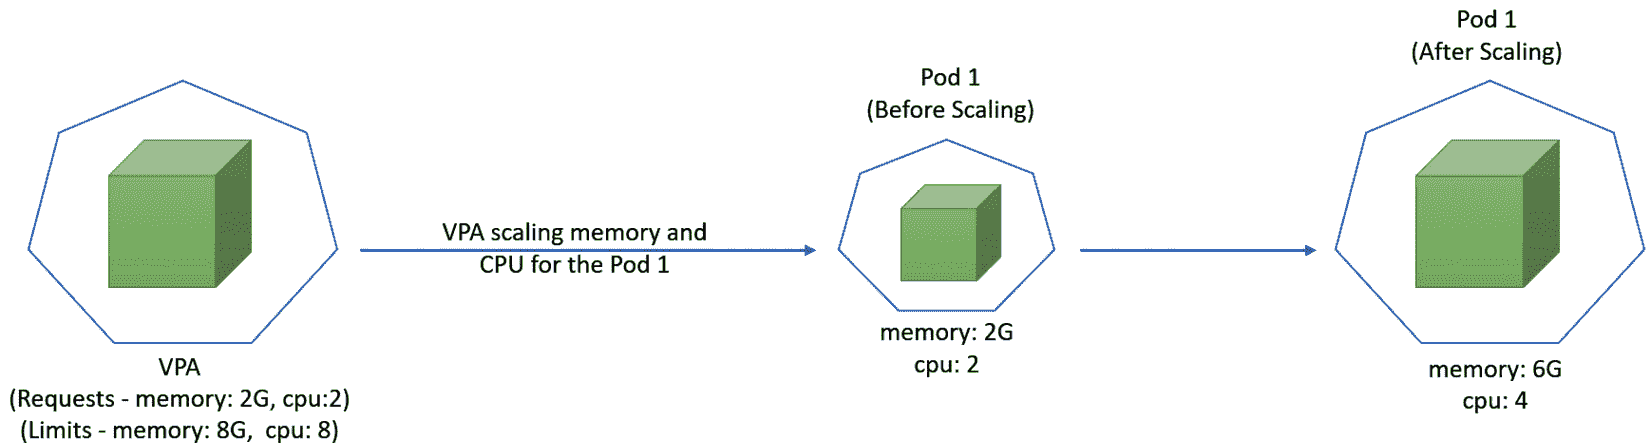 VPA
(Requests - memory: 2G, cpu:2)
(Limits - memory: 8G,  cpu: 8)
VPA scaling memory and
CPU for the Pod 1
Pod 1
(Before Scaling)
memory: 2G
cpu: 2
Pod 1
(After Scaling)
memory: 6G
cpu: 4